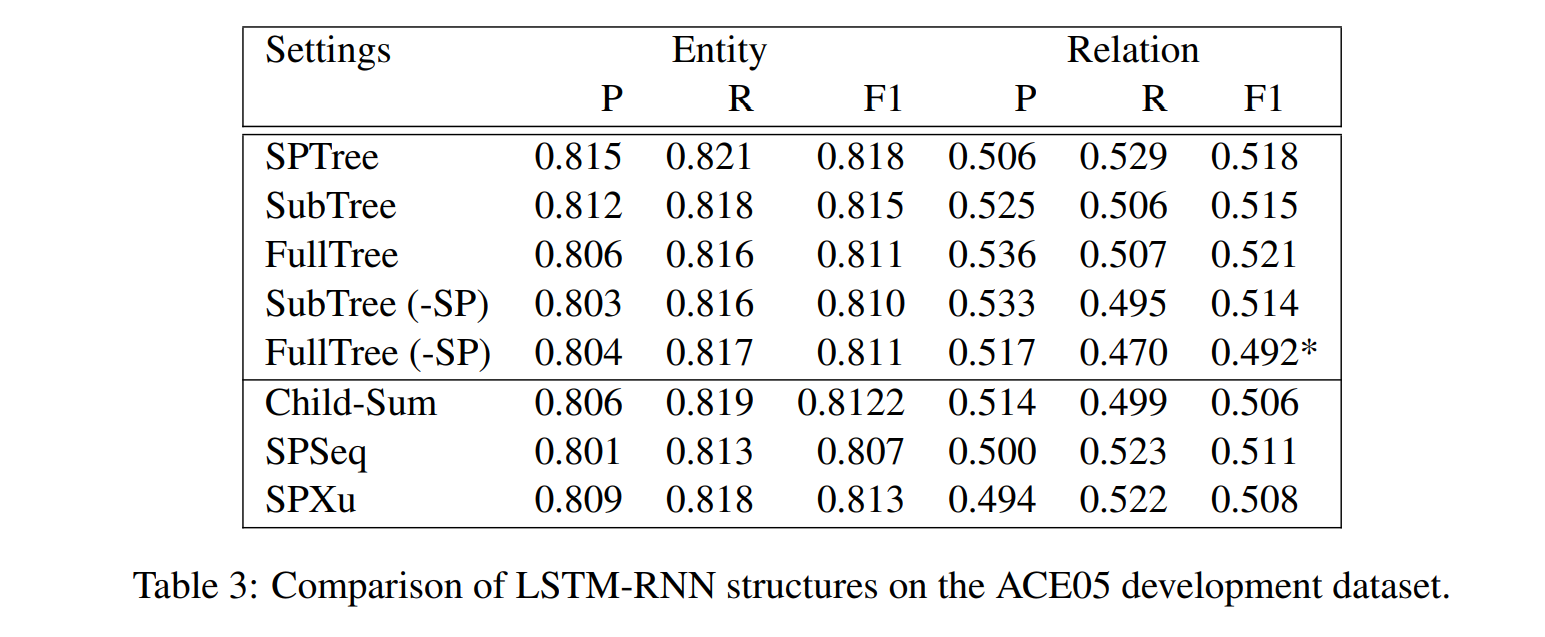 Settings Entity Relation
P R F1 P R F1
SPTree 0.815 0.821 0.818 0.506 0.529 0.518
SubTree 0.812 0.818 0.815 0.525 0.506 0.515
FullTree 0.806 0.816 0.811 0.536 0.507 0.521
SubTree (-SP) 0.803 0.816 0.810 0.533 0.495 0.514
FullTree (-SP) 0.804 0.817 0.811 0.517 0.470 0.492*
Child-Sum 0.806 0.819 0.8122 0.514 0.499 0.506
SPSeq 0.801 0.813 0.807 0.500 0.523 0.511
SPXu 0.809 0.818 0.813 0.494 0.522 0.508
Table 3: Comparison of LSTM-RNN structures on the ACE05 development dataset.